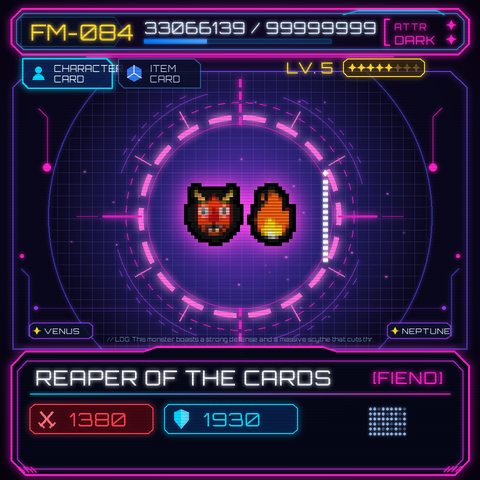 FM-084
33066139 / 99999999
ATTR
DARK
CHARACTER
CARD
ITEM
CARD
LV.5
VENUS
NEPTUNE
// LOG: This monster boasts a strong defense and a massive scythe that cuts thr
REAPER OF THE CARDS
[FIEND]
1380
1930